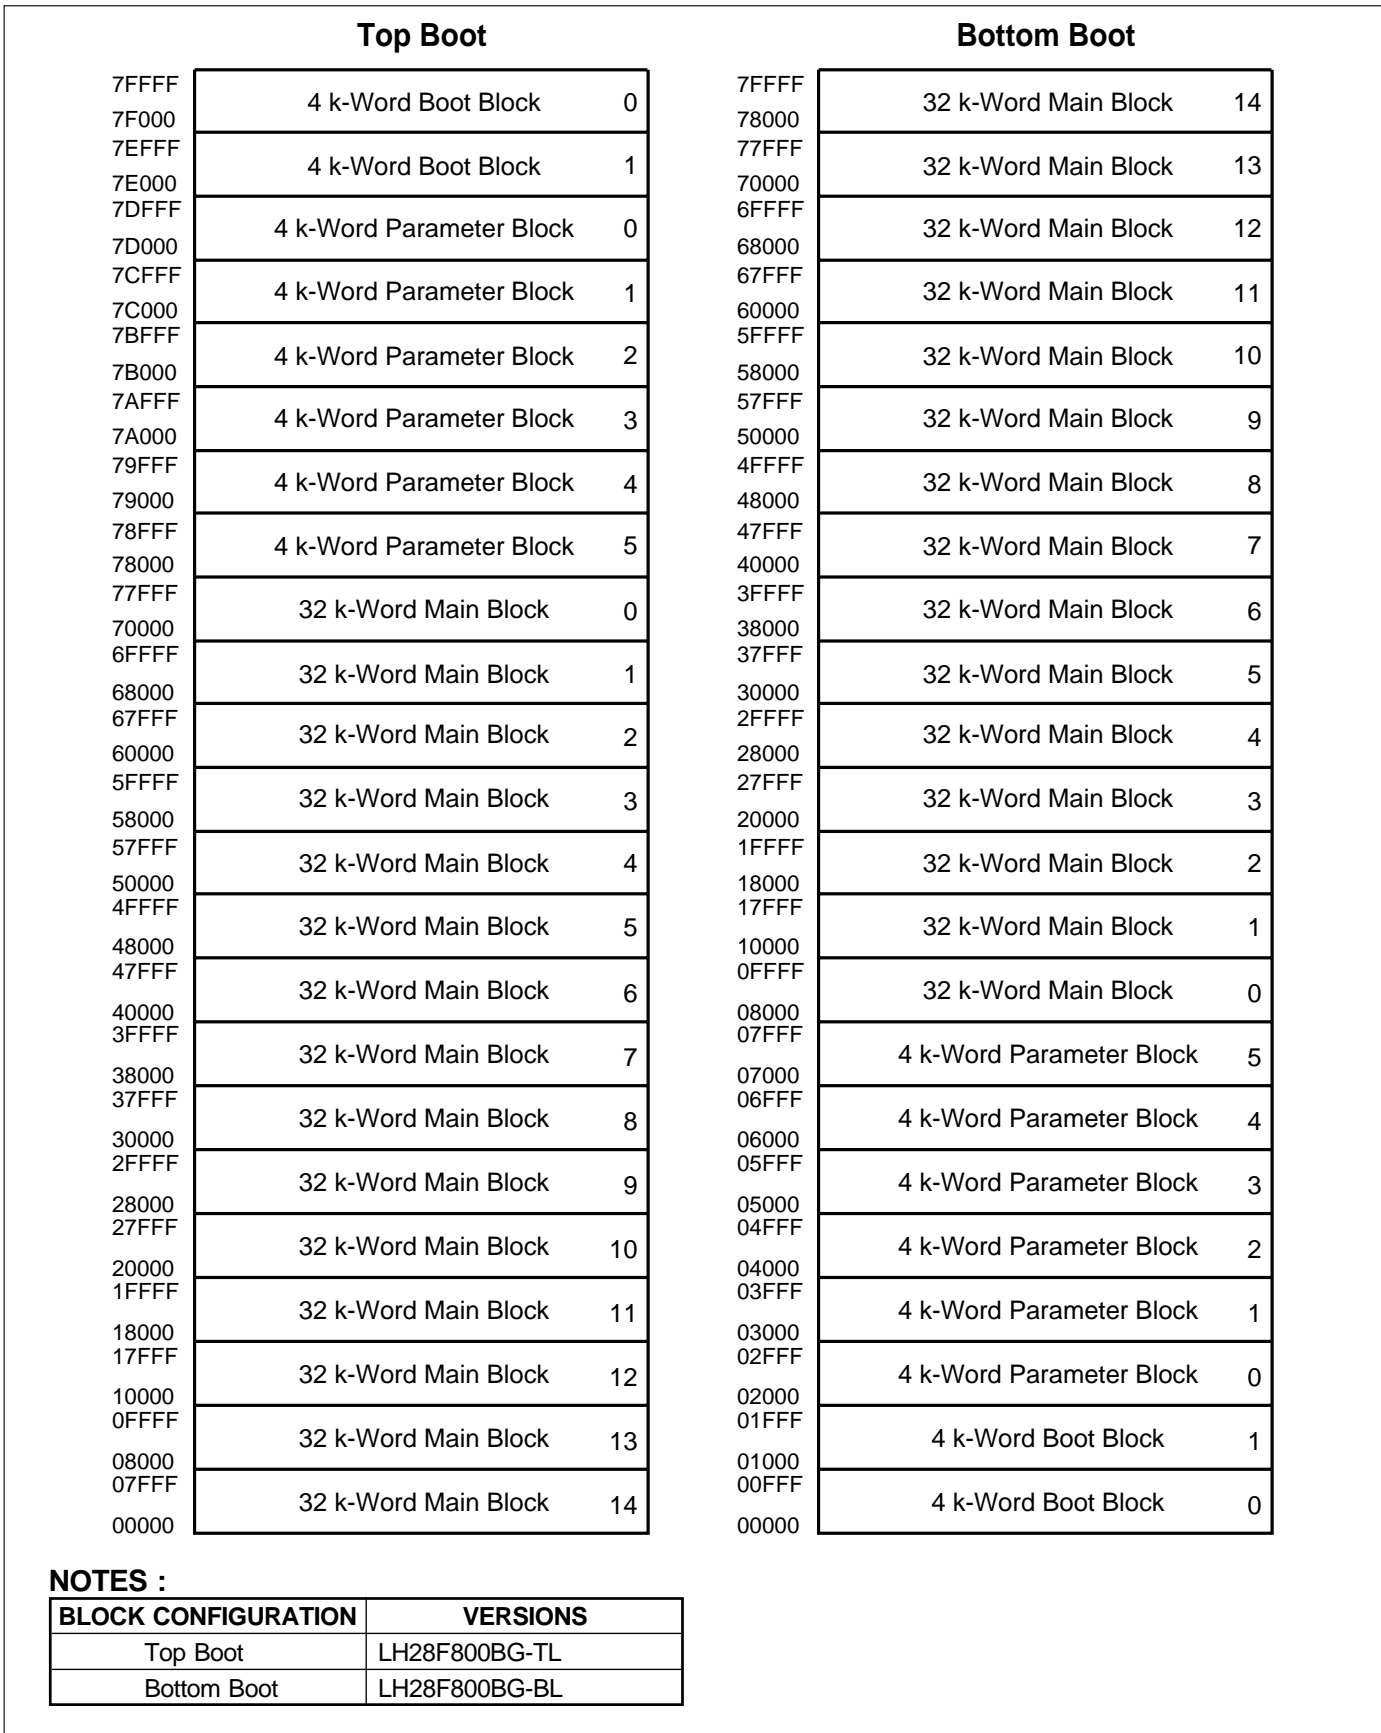 Top Boot
7FFFF
4 k-Word Boot Block 0
7F000
7EFFF
4 k-Word Boot Block 1
7E000
7DFFF
4 k-Word Parameter Block 0
7D000
7CFFF
4 k-Word Parameter Block 1
7C000
7BFFF
4 k-Word Parameter Block 2
7B000
7AFFF
4 k-Word Parameter Block 3
7A000
79FFF
4 k-Word Parameter Block 4
79000
78FFF
4 k-Word Parameter Block 5
78000
77FFF
32 k-Word Main Block 0
70000
6FFFF
32 k-Word Main Block 1
68000
67FFF
32 k-Word Main Block 2
60000
5FFFF
32 k-Word Main Block 3
58000
57FFF
32 k-Word Main Block 4
50000
4FFFF
32 k-Word Main Block 5
48000
47FFF
32 k-Word Main Block 6
40000
3FFFF
32 k-Word Main Block 7
38000
37FFF
32 k-Word Main Block 8
30000
2FFFF
32 k-Word Main Block 9
28000
27FFF
32 k-Word Main Block 10
20000
1FFFF
32 k-Word Main Block 11
18000
17FFF
32 k-Word Main Block 12
10000
0FFFF
32 k-Word Main Block 13
08000
07FFF
32 k-Word Main Block 14
00000
Bottom Boot
7FFFF
32 k-Word Main Block 14
78000
77FFF
32 k-Word Main Block 13
70000
6FFFF
32 k-Word Main Block 12
68000
67FFF
32 k-Word Main Block 11
60000
5FFFF
32 k-Word Main Block 10
58000
57FFF
32 k-Word Main Block 9
50000
4FFFF
32 k-Word Main Block 8
48000
47FFF
32 k-Word Main Block 7
40000
3FFFF
32 k-Word Main Block 6
38000
37FFF
32 k-Word Main Block 5
30000
2FFFF
32 k-Word Main Block 4
28000
27FFF
32 k-Word Main Block 3
20000
1FFFF
32 k-Word Main Block 2
18000
17FFF
32 k-Word Main Block 1
10000
0FFFF
32 k-Word Main Block 0
08000
07FFF
4 k-Word Parameter Block 5
07000
06FFF
4 k-Word Parameter Block 4
06000
05FFF
4 k-Word Parameter Block 3
05000
04FFF
4 k-Word Parameter Block 2
04000
03FFF
4 k-Word Parameter Block 1
03000
02FFF
4 k-Word Parameter Block 0
02000
01FFF
4 k-Word Boot Block 1
01000
00FFF
4 k-Word Boot Block 0
00000
NOTES :
BLOCK CONFIGURATION VERSIONS
Top Boot LH28F800BG-TL
Bottom Boot LH28F800BG-BL